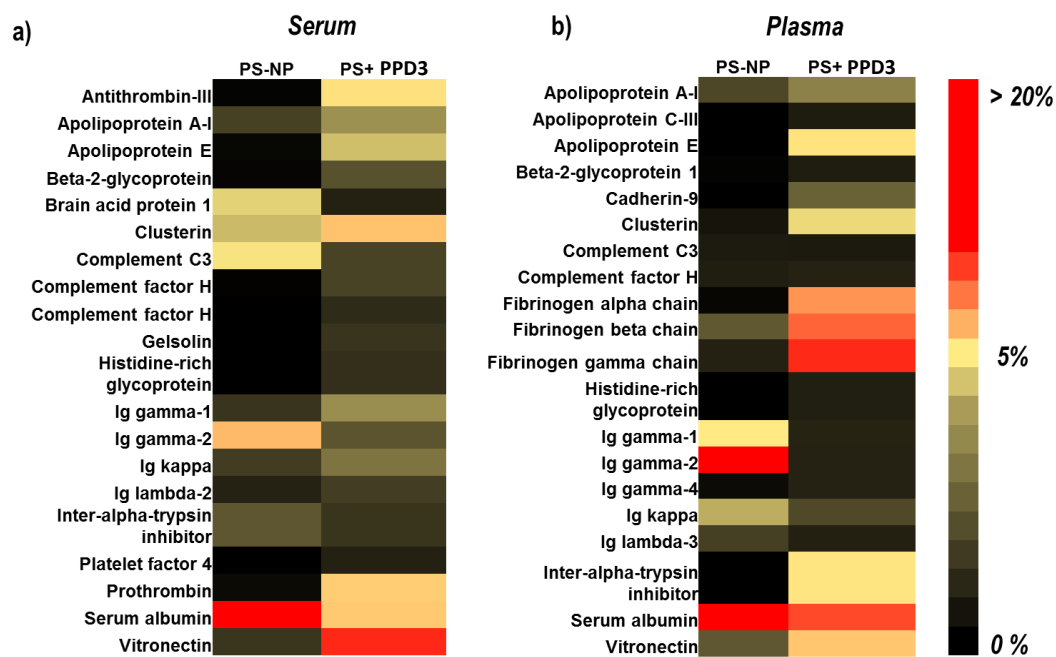 a)
Serum
PS-NP
PS+ PPD3
Antithrombin-III
Apolipoprotein A-I
Apolipoprotein E
Beta-2-glycoprotein
Brain acid protein 1
Clusterin
Complement C3
Complement factor H
Complement factor H
Gelsolin
Histidine-rich
glycoprotein
Ig gamma-1
Ig gamma-2
Ig kappa
Ig lambda-2
Inter-alpha-trypsin
inhibitor
Platelet factor 4
Prothrombin
Serum albumin
Vitronectin
b)
Plasma
PS-NP
PS+ PPD3
Apolipoprotein A-I
Apolipoprotein C-III
Apolipoprotein E
Beta-2-glycoprotein 1
Cadherin-9
Clusterin
Complement C3
Complement factor H
Fibrinogen alpha chain
Fibrinogen beta chain
Fibrinogen gamma chain
Histidine-rich
glycoprotein
Ig gamma-1
Ig gamma-2
Ig gamma-4
Ig kappa
Ig lambda-3
Inter-alpha-trypsin
inhibitor
Serum albumin
Vitronectin
> 20%
5%
0 %